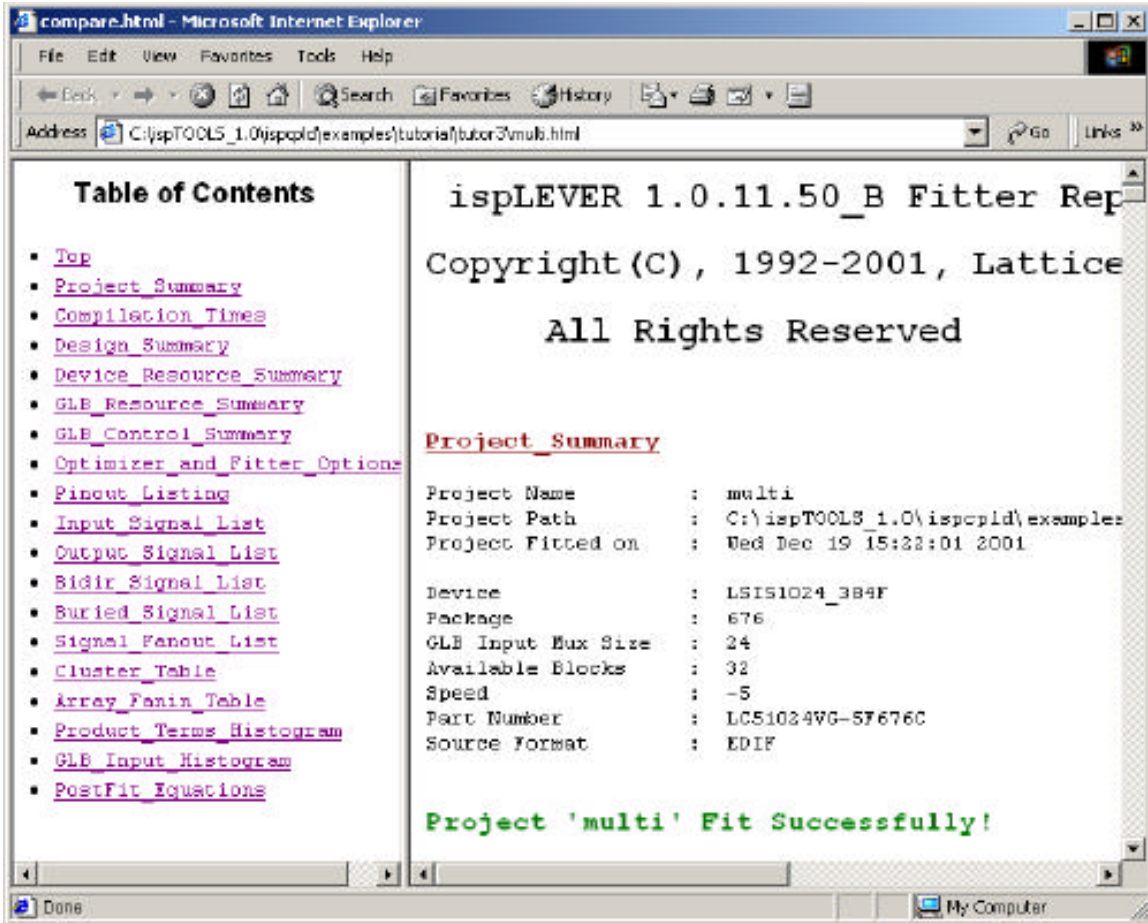 compare.html - Microsoft Internet Explorer
File Edit View Favorites Tools Help
Back Search Favorites History
Address C:\ispTOOLS_1.0\ispcpld\examples\tutorial\tutor3\multi.html Go Links »
Table of Contents
Top
Project_Summary
Compilation_Times
Design_Summary
Device_Resource_Summary
GLB_Resource_Summary
GLB_Control_Summary
Optimizer_and_Fitter_Options
Pinout_Listing
Input_Signal_List
Output_Signal_List
Bidir_Signal_List
Buried_Signal_List
Signal_Fanout_List
Cluster_Table
Array_Fanin_Table
Product_Terms_Histogram
GLB_Input_Histogram
PostFit_Equations
ispLEVER 1.0.11.50_B Fitter Rep
Copyright(C), 1992-2001, Lattice
All Rights Reserved
Project_Summary
Project Name : multi
Project Path : C:\ispTOOLS_1.0\ispcpld\examples
Project Fitted on : Wed Dec 19 15:22:01 2001
Device : LSI51024_384F
Package : 676
GLB Input Mux Size : 24
Available Blocks : 32
Speed : -5
Part Number : LC51024VG-5F676C
Source Format : EDIF
Project 'multi' Fit Successfully!
Done My Computer